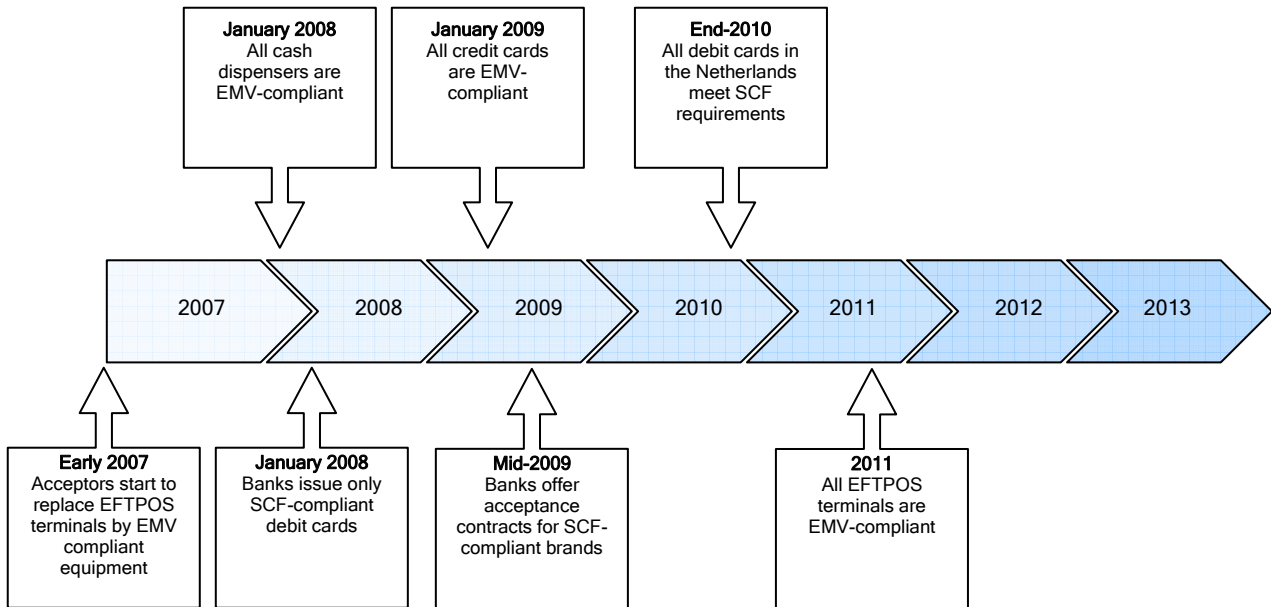 January 2008
All cash
dispensers are
EMV-compliant
January 2009
All credit cards
are EMV-
compliant
End-2010
All debit cards in
the Netherlands
meet SCF
requirements
2007
2008
2009
2010
2011
2012
2013
Early 2007
Acceptors start to
replace EFTPOS
terminals by EMV
compliant
equipment
January 2008
Banks issue only
SCF-compliant
debit cards
Mid-2009
Banks offer
acceptance
contracts for SCF-
compliant brands
2011
All EFTPOS
terminals are
EMV-compliant